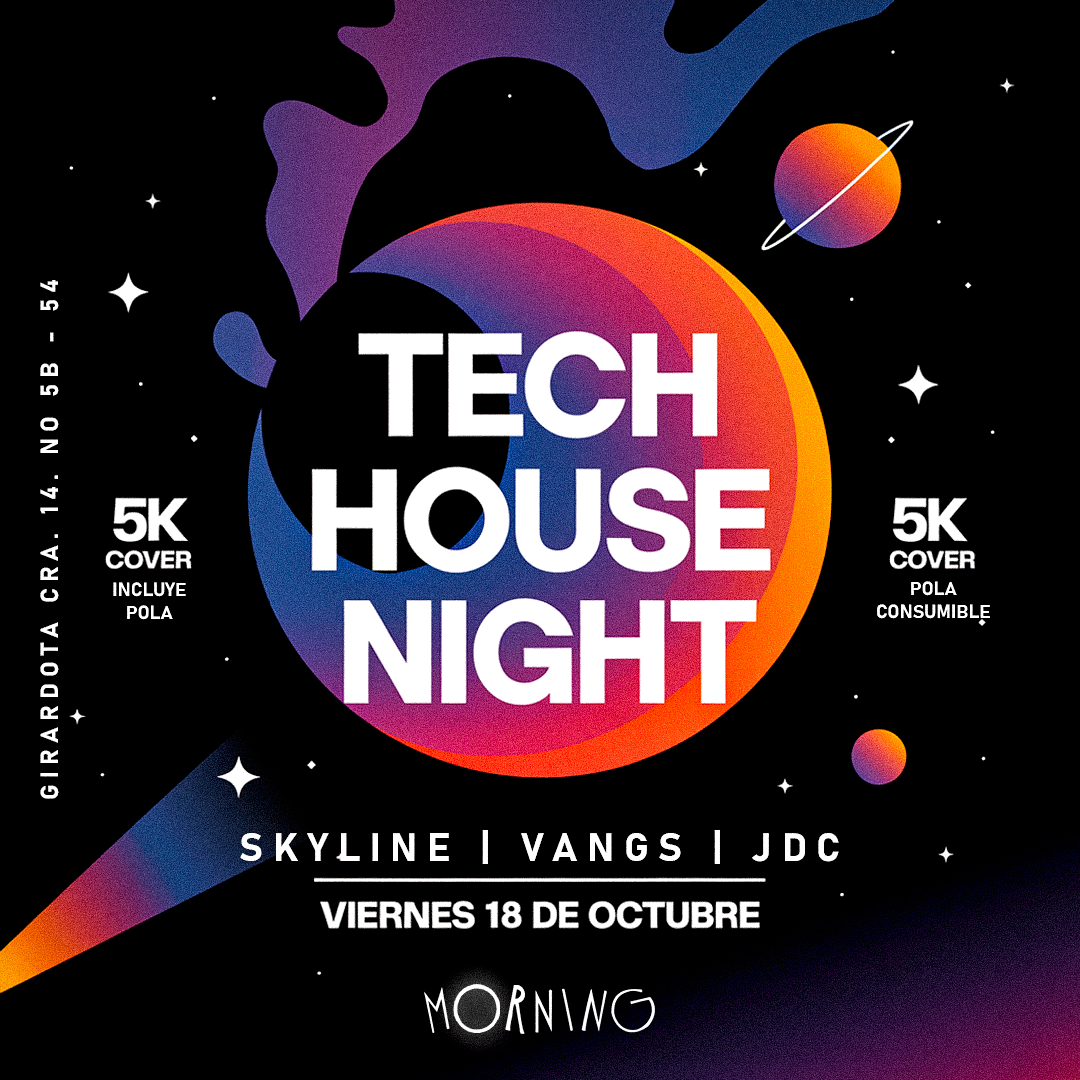 TECH
HOUSE
NIGHT
GIRARDOTA CRA. 14. NO 5B - 54
5K
COVER
INCLUYE
POLA
5K
COVER
POLA
CONSUMIBLE
SKYLINE | VANGS | JDC
VIERNES 18 DE OCTUBRE
MORNING